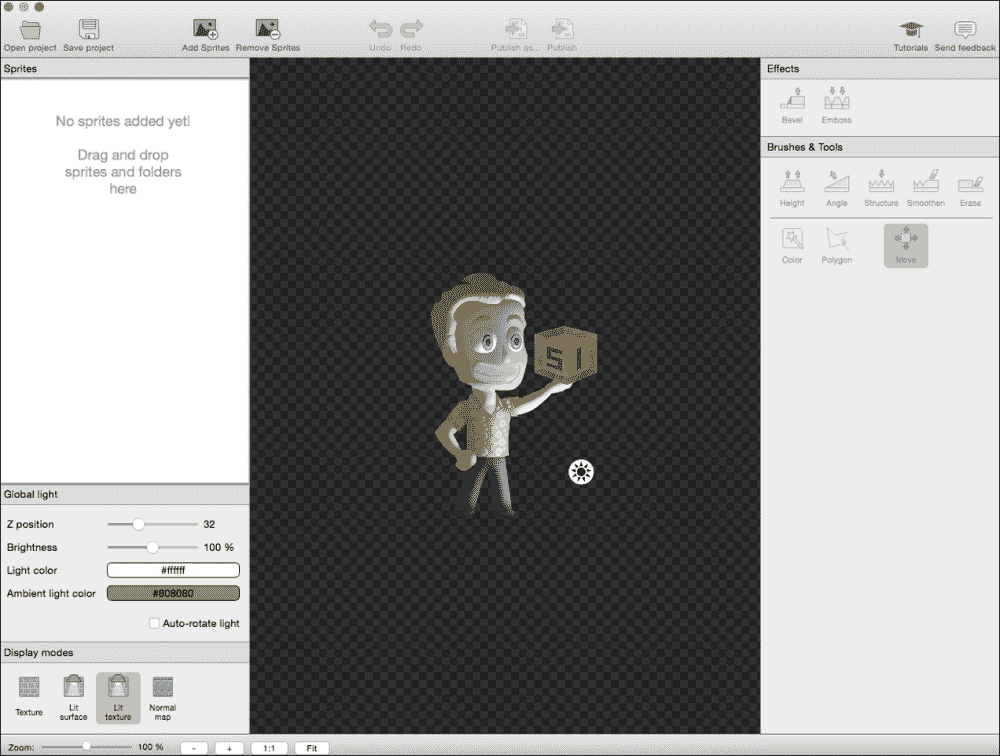 Open project Save project Add Sprites Remove Sprites Undo Redo Publish as... Publish Tutorials Send feedback
Sprites
No sprites added yet!
Drag and drop
sprites and folders
here
SI
Effects
Bevel Emboss
Brushes & Tools
Height Angle Structure Smoothen Erase
Color Polygon Move
Global light
Z position 32
Brightness 100 %
Light color #ffffff
Ambient light color #808080
Auto-rotate light
Display modes
Texture Lit surface Lit texture Normal map
Zoom: 100 % - + 1:1 Fit